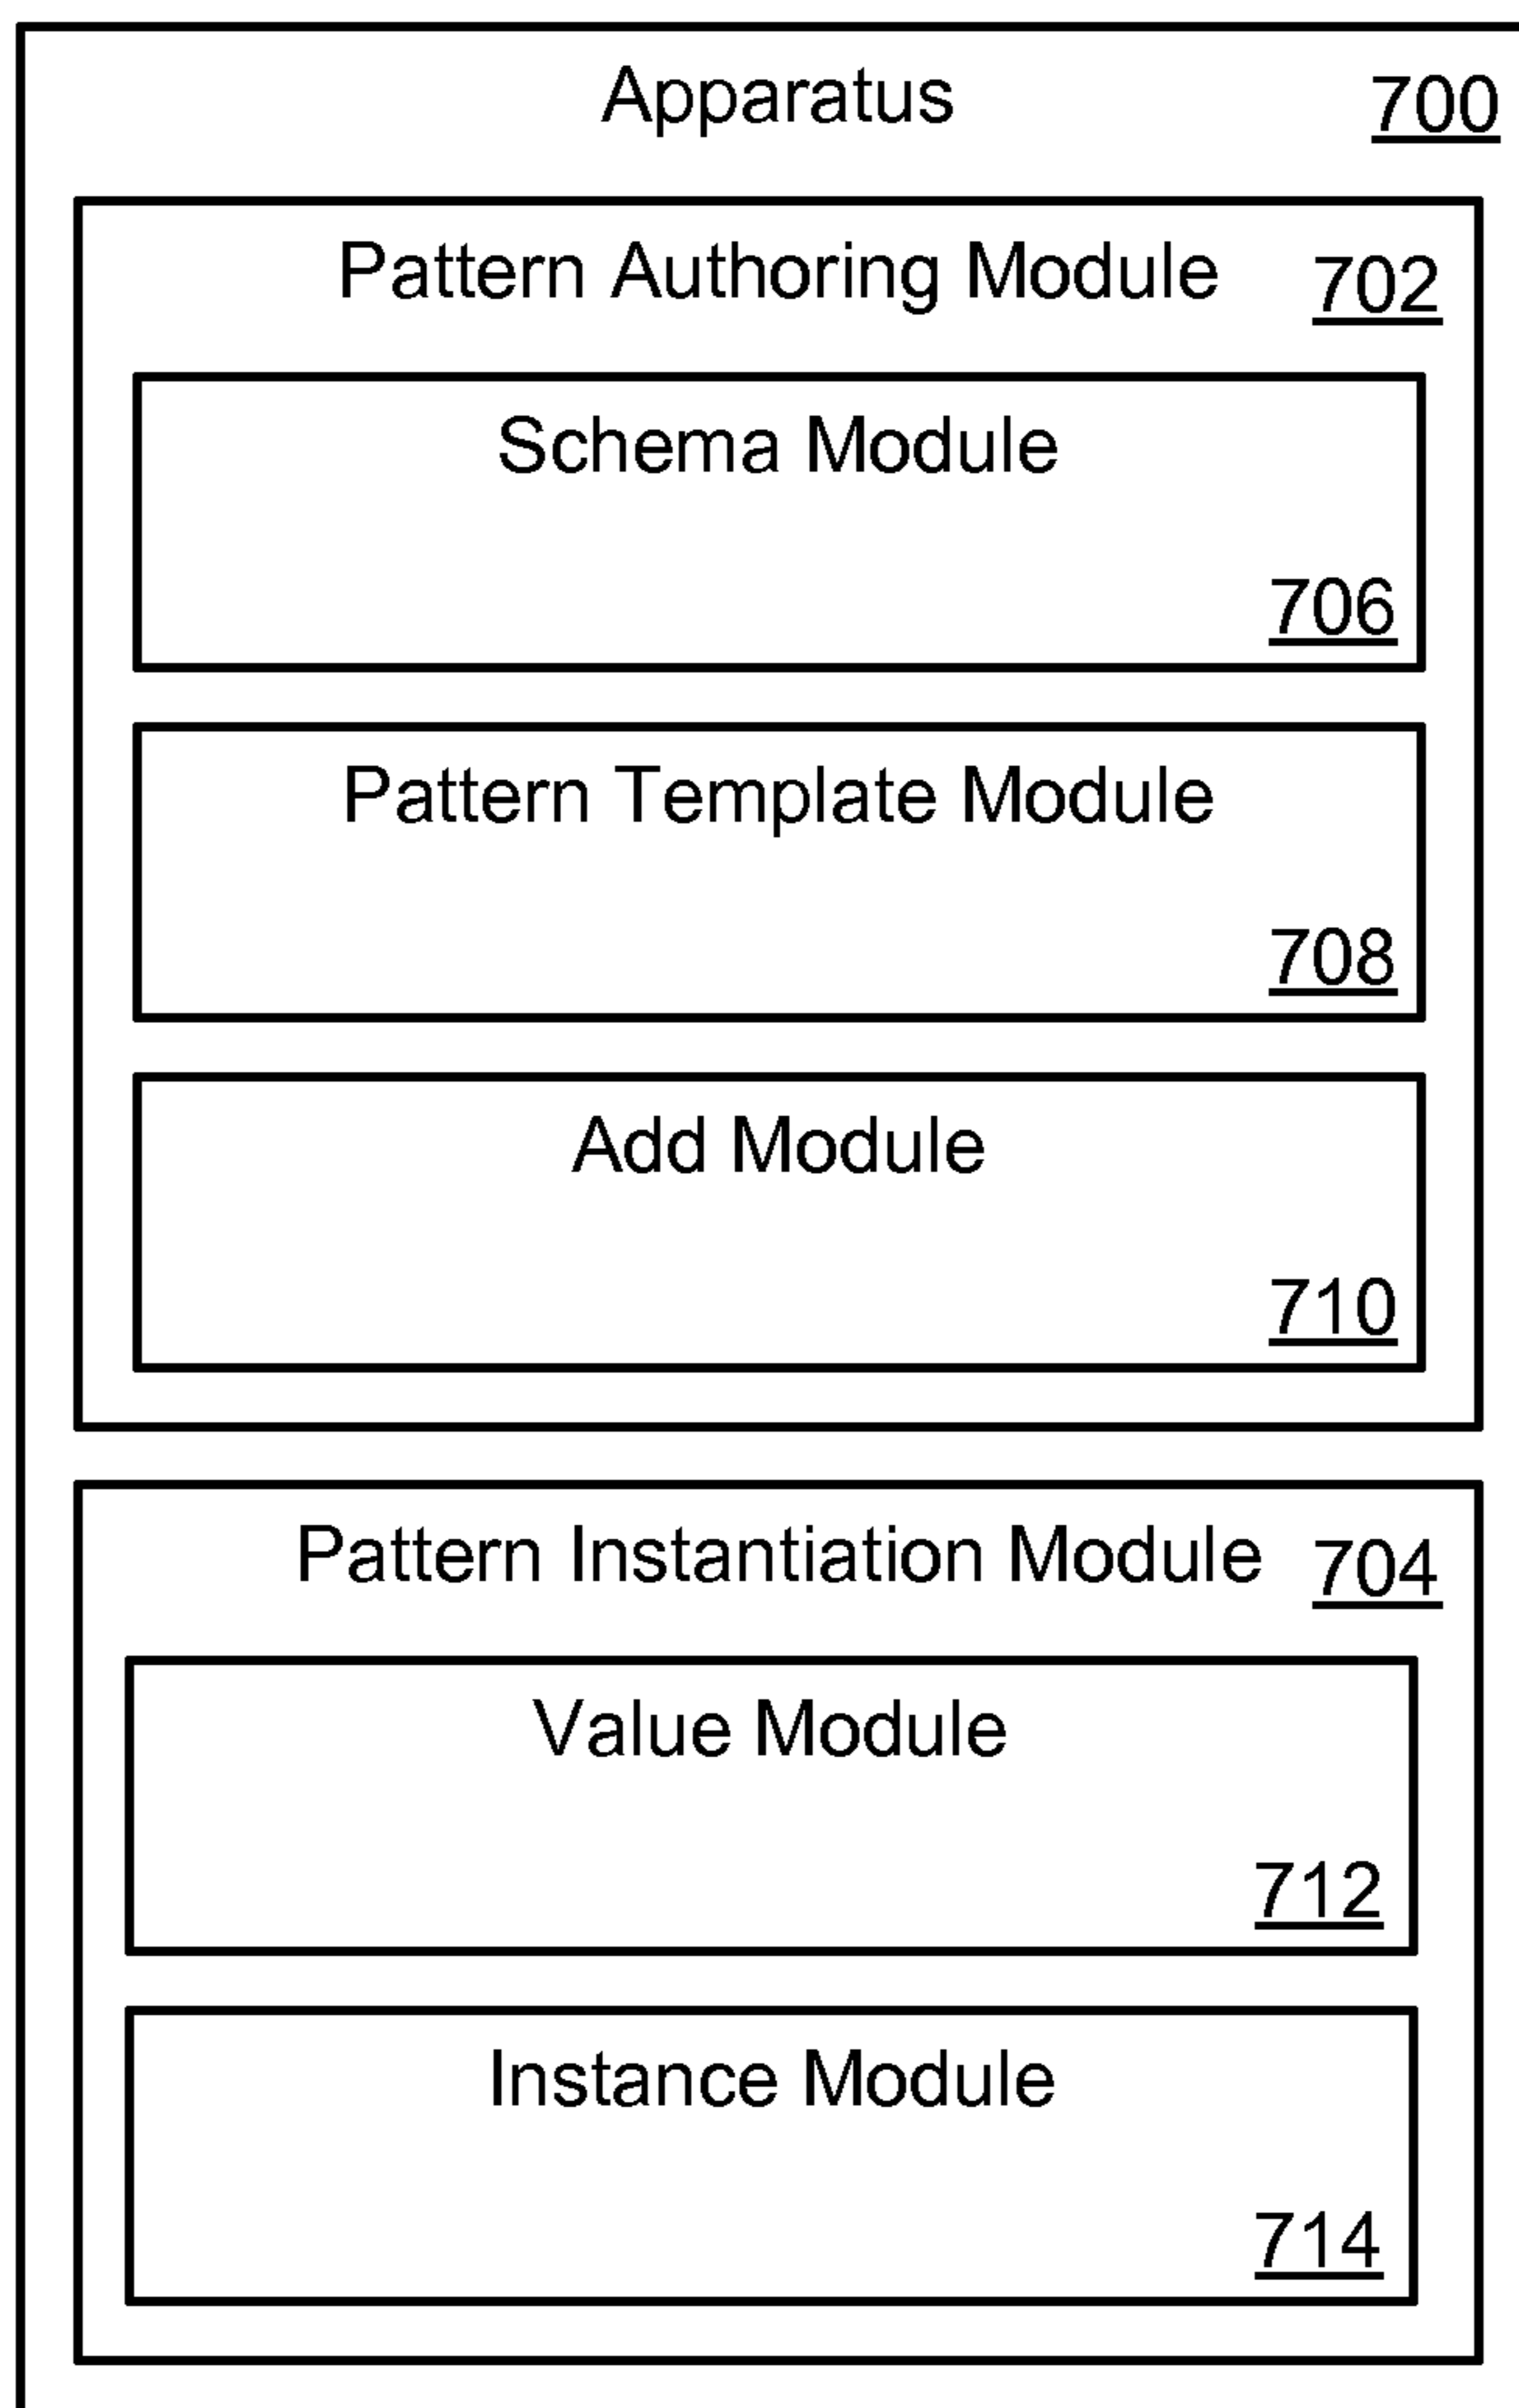 Apparatus 700
Pattern Authoring Module 702
Schema Module
706
Pattern Template Module
708
Add Module
710
Pattern Instantiation Module 704
Value Module
712
Instance Module
714